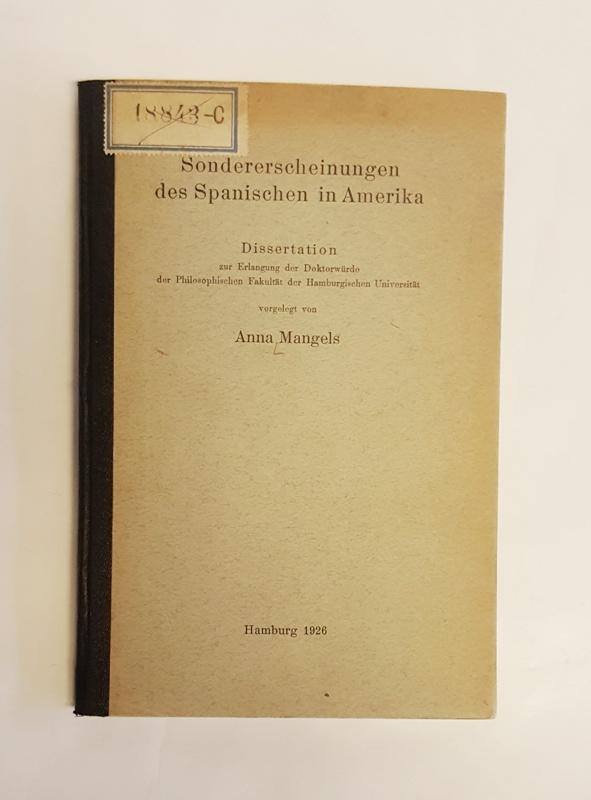 18843-C
Sondererscheinungen
des Spanischen in Amerika
Dissertation
zur Erlangung der Doktorwürde
der Philosophischen Fakultät der Hamburgischen Universität
vorgelegt von
Anna Mangels
Hamburg 1926